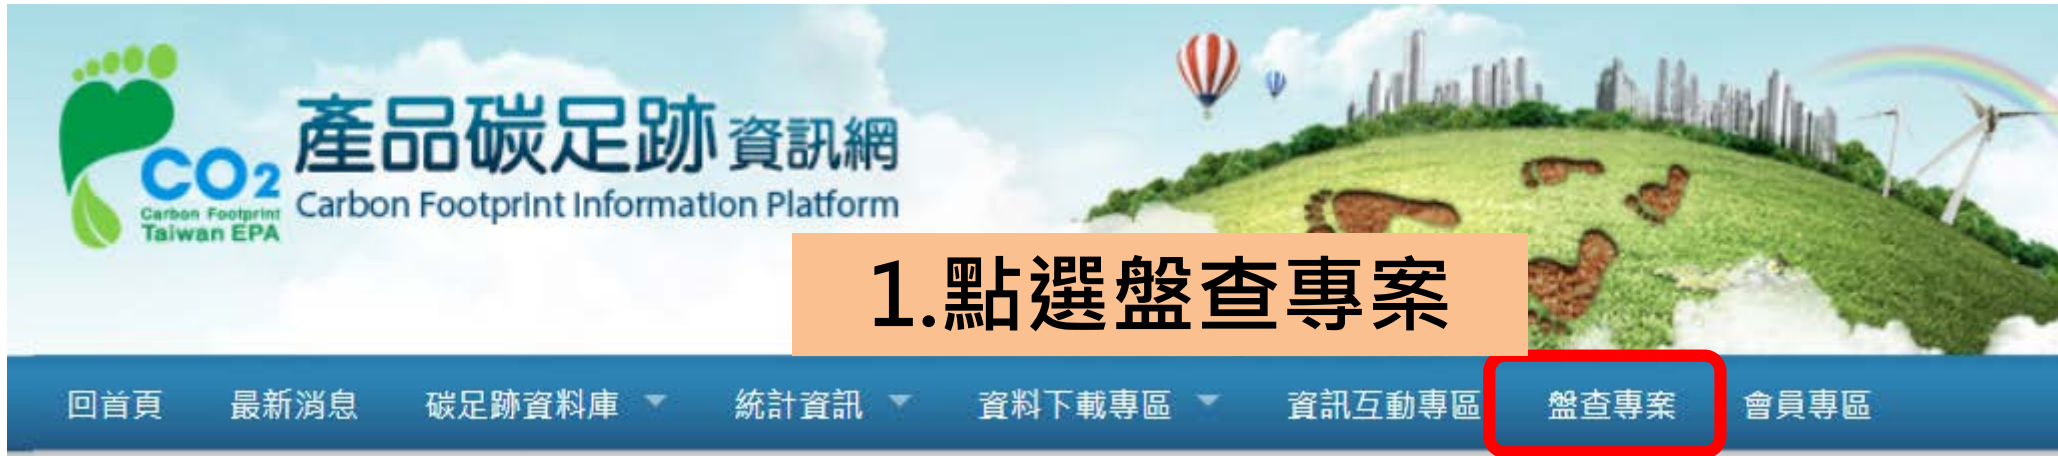 產品碳足跡資訊網
Carbon Footprint Information Platform
CO2
Carbon Footprint
Taiwan EPA
1.點選盤查專案
回首頁 最新消息 碳足跡資料庫 統計資訊 資料下載專區 資訊互動專區 盤查專案 會員專區